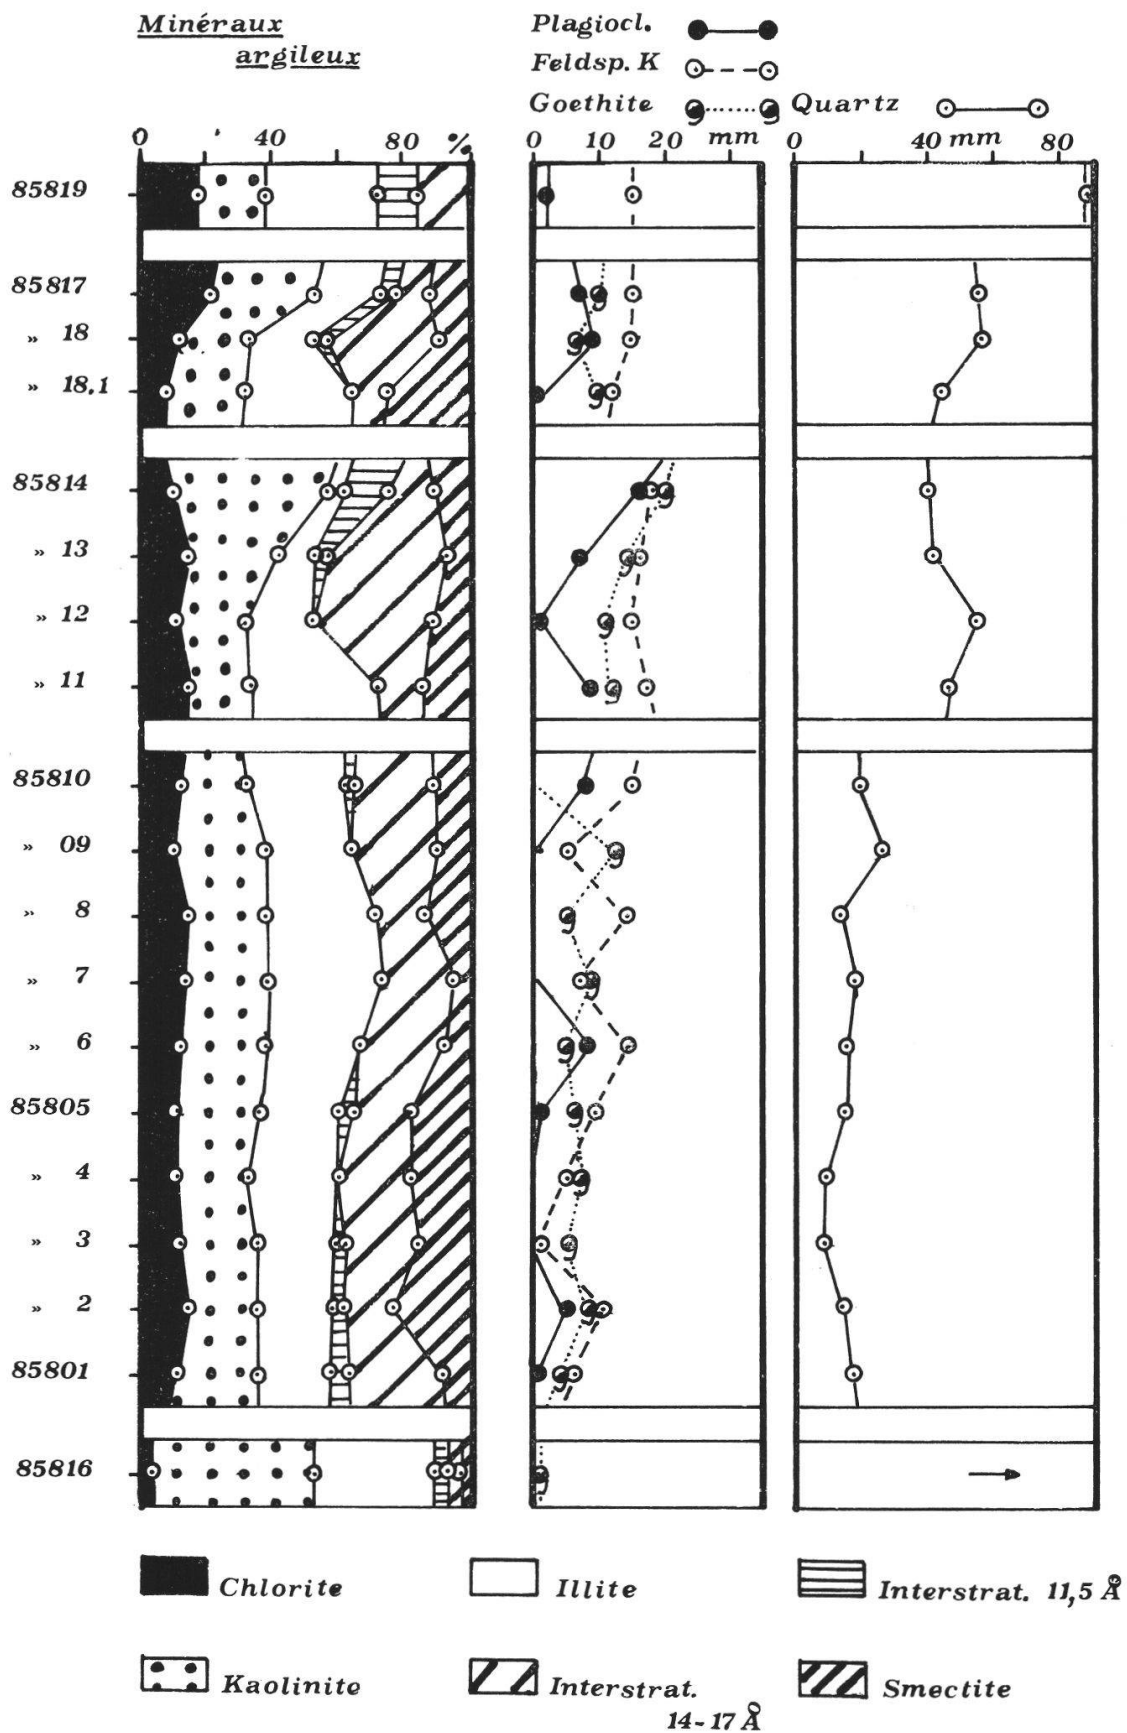 Minéraux
argileux
Plagiocl.
Feldsp. K
Goethite
Quartz
0 40 80 %
0 10 20 mm
0 40 mm 80
85819
85817
" 18
" 18,1
85814
" 13
" 12
" 11
85810
" 09
" 8
" 7
" 6
85805
" 4
" 3
" 2
85801
85816
Chlorite
Illite
Interstrat. 11,5 Å
Kaolinite
Interstrat.
14-17 Å
Smectite